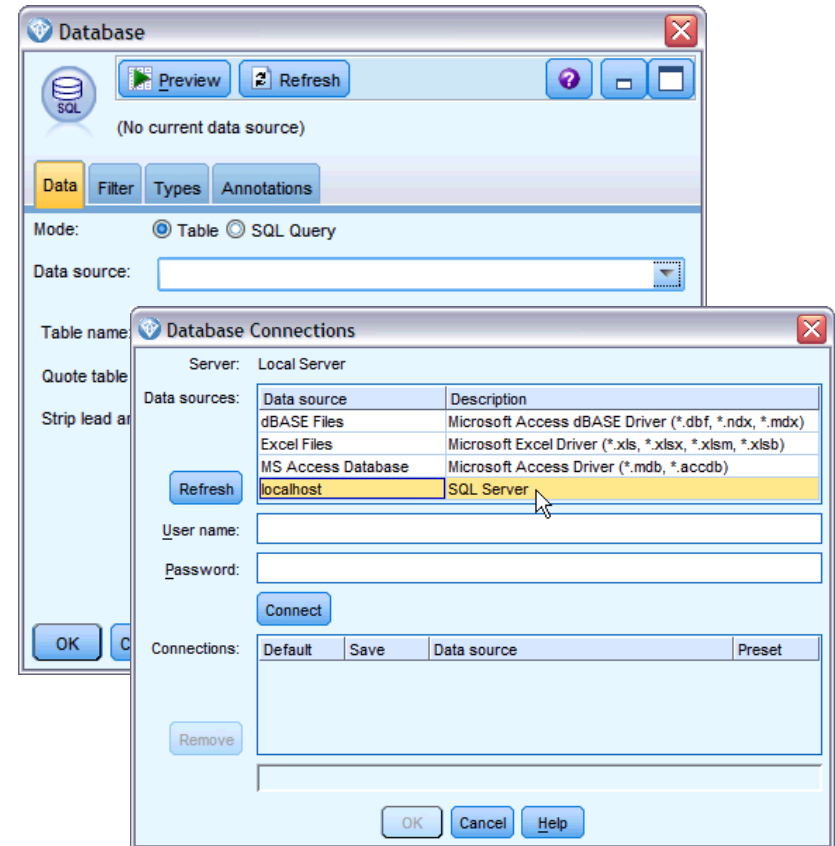 Database
Preview Refresh ?
SQL
(No current data source)
Data Filter Types Annotations
Mode: Table SQL Query
Data source:
Table name:
Quote table
Strip lead
OK C
Database Connections
Server: Local Server
Data sources: Data source Description
dBASE Files Microsoft Access dBASE Driver (*.dbf, *.ndx, *.mdx)
Excel Files Microsoft Excel Driver (*.xls, *.xlsx, *.xlsm, *.xlsb)
MS Access Database Microsoft Access Driver (*.mdb, *.accdb)
Refresh localhost SQL Server
User name:
Password:
Connect
Connections: Default Save Data source Preset
Remove
OK Cancel Help